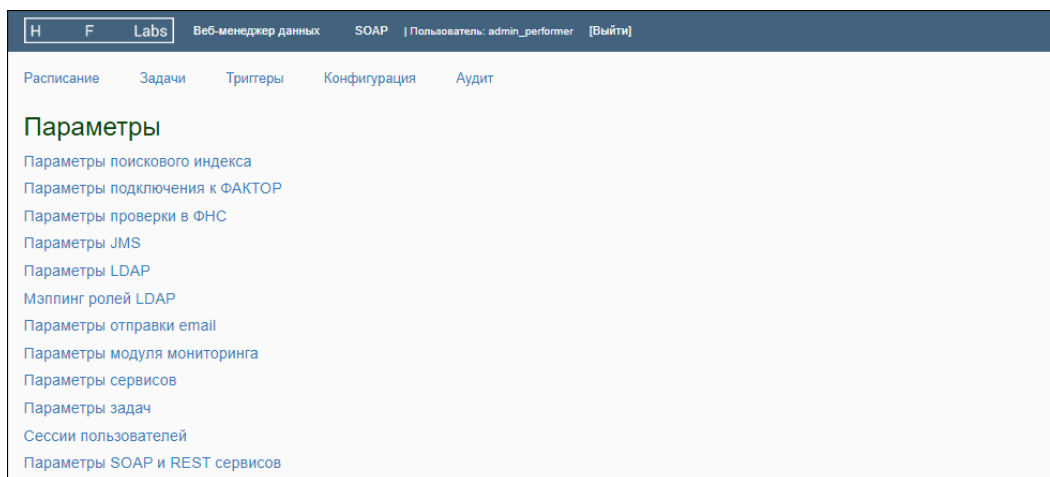 H F Labs Веб-менеджер данных SOAP | Пользователь: admin_performer [Выйти]
Расписание Задачи Триггеры Конфигурация Аудит
Параметры
Параметры поискового индекса
Параметры подключения к ФАКТОР
Параметры проверки в ФНС
Параметры JMS
Параметры LDAP
Мэппинг ролей LDAP
Параметры отправки email
Параметры модуля мониторинга
Параметры сервисов
Параметры задач
Сессии пользователей
Параметры SOAP и REST сервисов